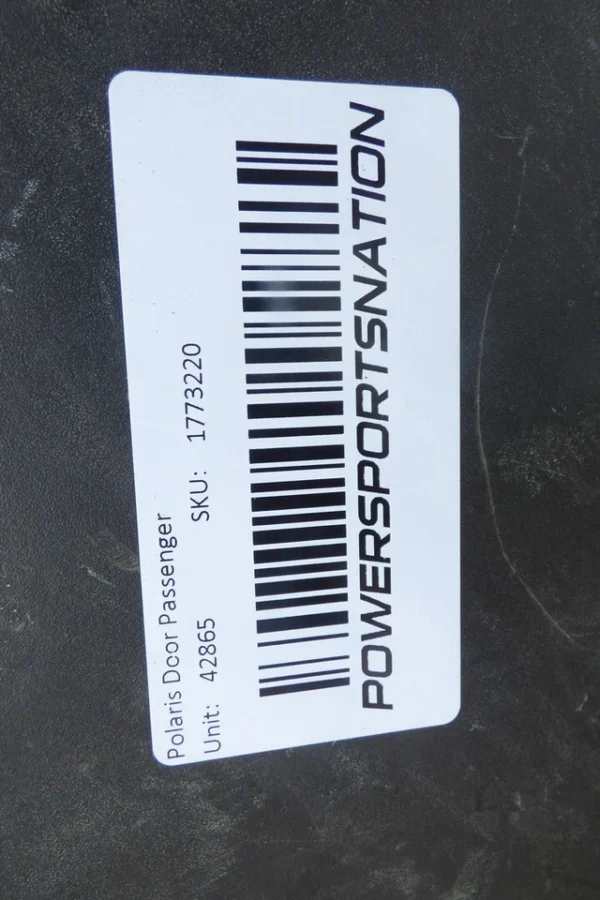 Polaris Door Passenger
Unit: 42865 SKU: 1773220
POWERSPORTSNATION